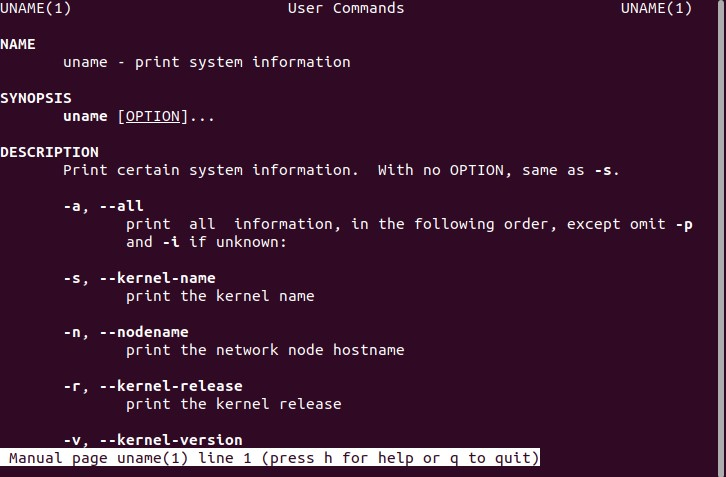 UNAME(1) User Commands UNAME(1)
NAME
uname - print system information
SYNOPSIS
uname [OPTION]...
DESCRIPTION
Print certain system information. With no OPTION, same as -s.
-a, --all
print all information, in the following order, except omit -p
and -i if unknown:
-s, --kernel-name
print the kernel name
-n, --nodename
print the network node hostname
-r, --kernel-release
print the kernel release
-v, --kernel-version
Manual page uname(1) line 1 (press h for help or q to quit)